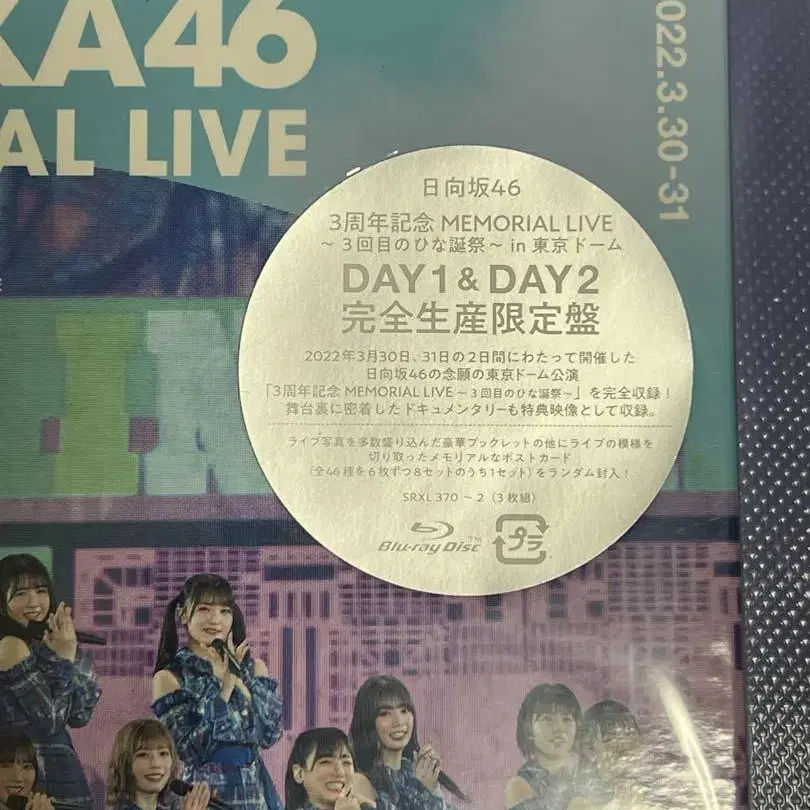 KA46
AL LIVE
2022.3.30-31
日向坂46
3周年記念 MEMORIAL LIVE
～3回目のひな誕祭～ in 東京ドーム
DAY1 & DAY2
完全生産限定盤
2022年3月30日、31日の2日間にわたって開催した
日向坂46の念願の東京ドーム公演
「3周年記念 MEMORIAL LIVE ～3回目のひな誕祭～」を完全収録！
舞台裏に密着したドキュメンタリーも特典映像として収録。
ライブ写真を多数盛り込んだ豪華ブックレットの他にライブの模様を
切り取ったメモリアルなポストカード
（全46種を6枚ずつ8セットのうち1セット）をランダム封入！
SRXL 370 ～ 2（3枚組）
Blu-ray Disc™
プラ